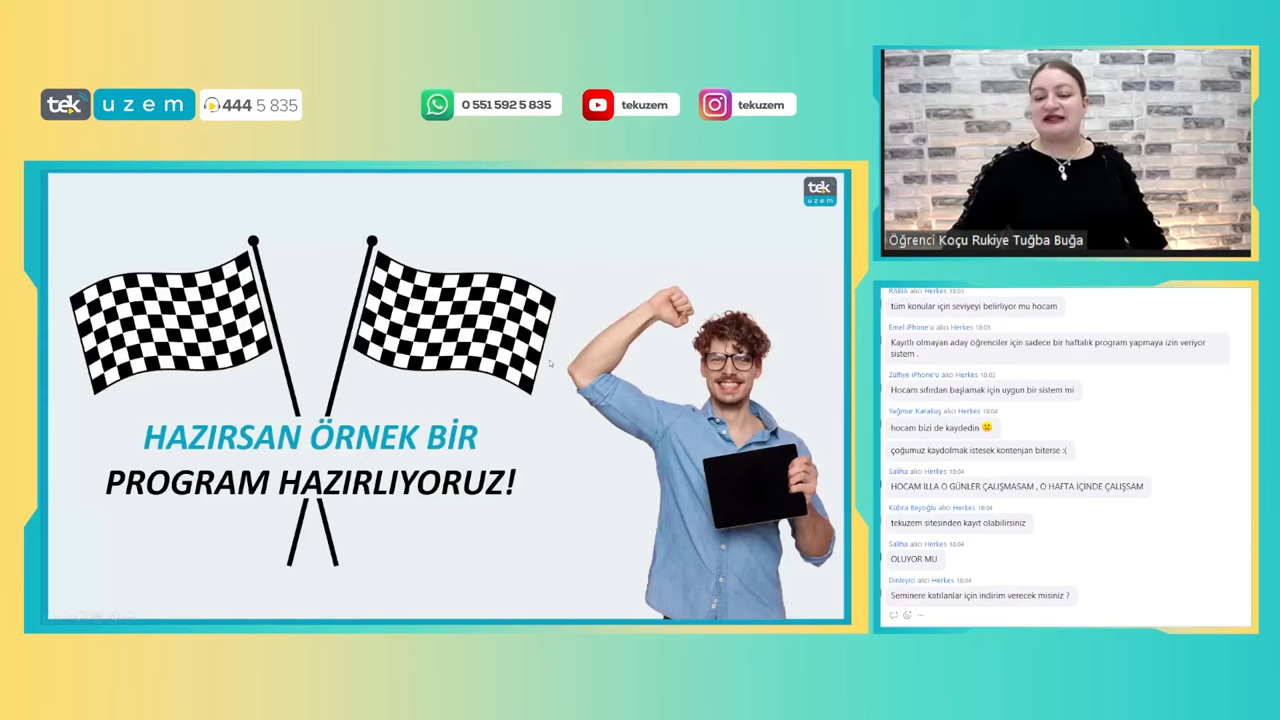 tek uzem 444 5 835
0 551 592 5 835
tekuzem
tekuzem
tek
uzem
HAZIRSAN ÖRNEK BİR
PROGRAM HAZIRLIYORUZ!
Öğrenci Koçu Rukiye Tuğba Buğa
RABİA alıcı Herkes 18:03
tüm konular için seviyeyi belirliyor mu hocam
Emel iPhone'u alıcı Herkes 18:03
Kayıtlı olmayan aday öğrenciler için sadece bir haftalık program yapmaya izin veriyor
sistem .
Zülfiye iPhone'u alıcı Herkes 18:03
Hocam sıfırdan başlamak için uygun bir sistem mi
Yağmur Karakuş alıcı Herkes 18:04
hocam bizi de kaydedin 🙁
çoğumuz kaydolmak istesek kontenjan biterse :(
Saliha alıcı Herkes 18:04
HOCAM İLLA O GÜNLER ÇALIŞMASAM , O HAFTA İÇİNDE ÇALIŞSAM
Kübra Beyoğlu alıcı Herkes 18:04
tekuzem sitesinden kayıt olabilirsiniz
Saliha alıcı Herkes 18:04
OLUYOR MU
Dinleyici alıcı Herkes 18:04
Seminere katılanlar için indirim verecek misiniz ?